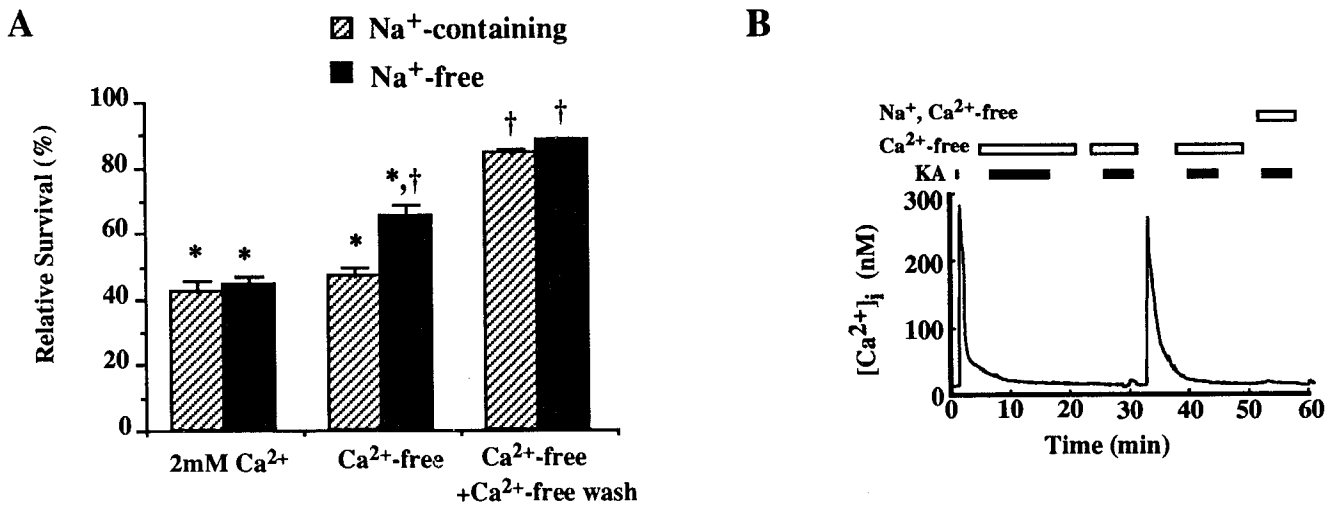 A
B
Na+-containing
Na+-free
Relative Survival (%)
100
80
60
40
20
0
*
*
*
*,†
†
†
2mM Ca2+
Ca2+-free
Ca2+-free
+Ca2+-free wash
Na+, Ca2+-free
Ca2+-free
KA
[Ca2+]i (nM)
300
200
100
0
0 10 20 30 40 50 60
Time (min)